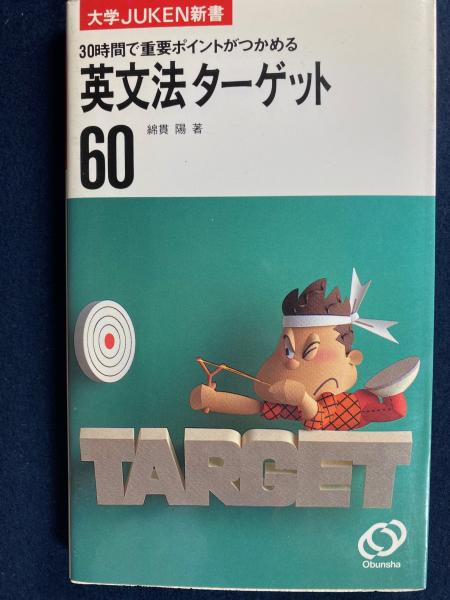 大学JUKEN新書
30時間で重要ポイントがつかめる
英文法ターゲット
60
綿貫 陽 著
TARGET
Obunsha